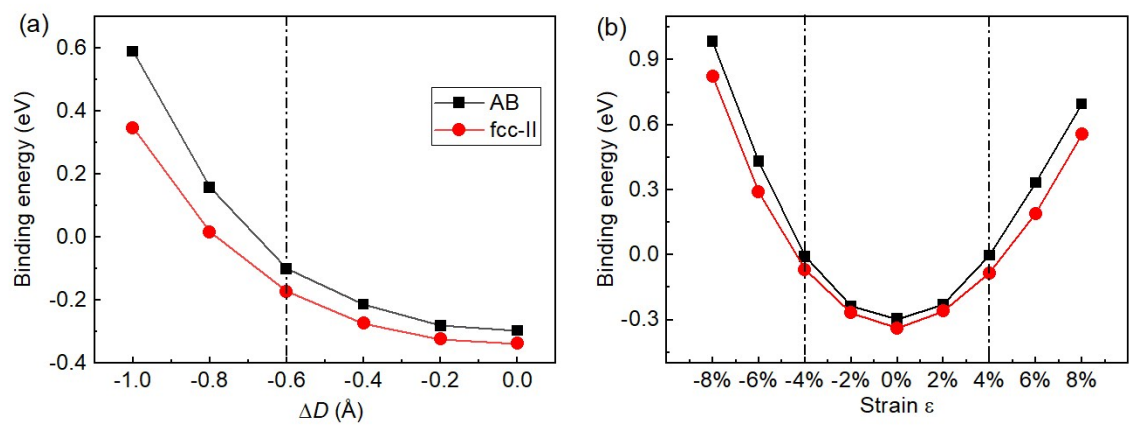 (a)
Binding energy (eV)
0.6
0.4
0.2
0.0
-0.2
-0.4
AB
fcc-II
-1.0 -0.8 -0.6 -0.4 -0.2 0.0
ΔD (Å)
(b)
Binding energy (eV)
0.9
0.6
0.3
0.0
-0.3
-8% -6% -4% -2% 0% 2% 4% 6% 8%
Strain ε